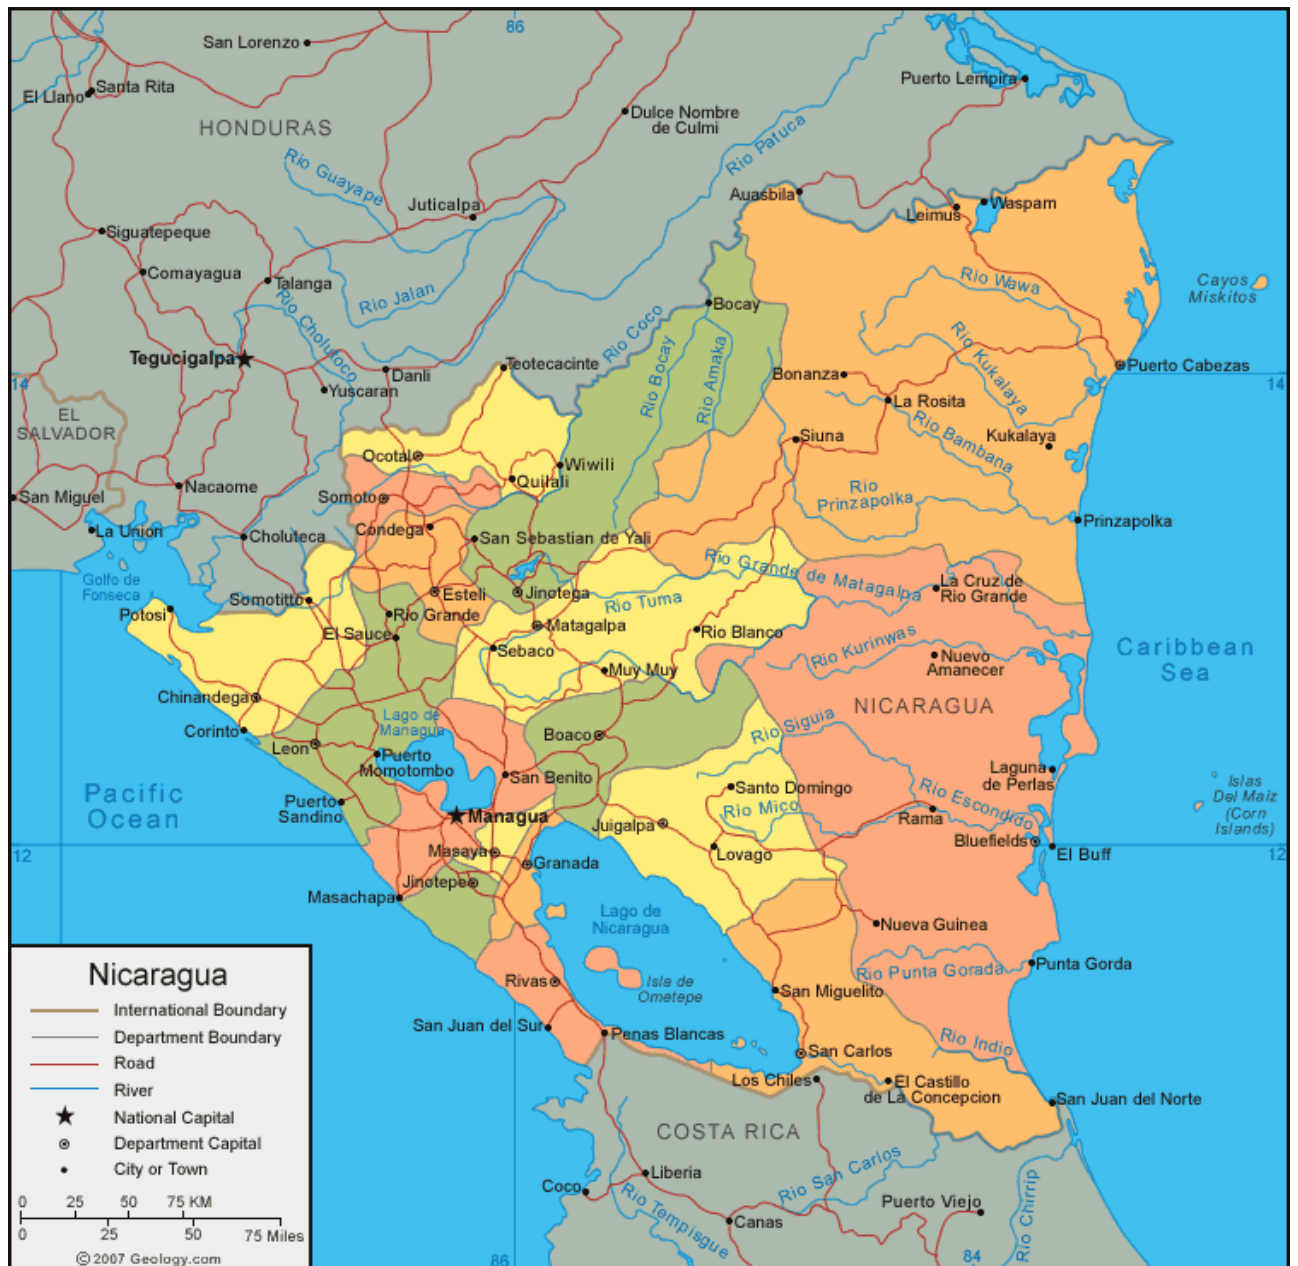 86
San Lorenzo
Puerto Lempira
Santa Rita
El Llano
Dulce Nombre
de Culmi
HONDURAS
Rio Patuca
Rio Guayape
Auasbila
Juticalpa
Leimus
Waspam
Siguatepeque
Comayagua
Talanga
Rio Wawa
Cayos
Miskitos
Rio Jalan
Rio Choluteco
Bocay
Rio Coco
Rio Kukalaya
Tegucigalpa
Teotecacinte
Rio Bocay
Rio Amaka
Puerto Cabezas
Danli
Bonanza
14
14
Yuscaran
La Rosita
EL
SALVADOR
Rio Bambana
Siuna
Kukalaya
Ocotal
Wiwili
Quilali
Nacaome
San Miguel
Somoto
Rio
Prinzapolka
Prinzapolka
La Union
Condega
Choluteca
San Sebastian de Yali
Golfo de
Fonseca
Rio Grande de Matagalpa
La Cruz de
Rio Grande
Somotitto
Esteli
Jinotega
Rio Tuma
Potosi
Rio Grande
El Sauce
Matagalpa
Rio Blanco
Rio Kurinwas
Caribbean
Sea
Sebaco
Nuevo
Amanecer
Muy Muy
Chinandega
NICARAGUA
Lago de
Managua
Rio Siguia
Corinto
Leon
Boaco
Puerto
Momotombo
San Benito
Laguna
de Perlas
Pacific
Ocean
Santo Domingo
Rio Escondido
Islas
Del Maiz
(Corn
Islands)
Puerto
Sandino
Rio Mico
Managua
Juigalpa
Rama
Bluefields
12
Masaya
Lovago
El Buff
12
Granada
Jinotepe
Masachapa
Lago de
Nicaragua
Nueva Guinea
Punta Gorda
Rio Punta Gorada
Rivas
Isla de
Ometepe
San Miguelito
San Juan del Sur
Penas Blancas
Rio Indio
San Carlos
Los Chiles
El Castillo
de La Concepcion
San Juan del Norte
COSTA RICA
Liberia
Rio San Carlos
Coco
Rio Tempisgue
Puerto Viejo
Rio Chirrip
Canas
86
84
Nicaragua
International Boundary
Department Boundary
Road
River
National Capital
Department Capital
City or Town
0 25 50 75 KM
0 25 50 75 Miles
©2007 Geology.com